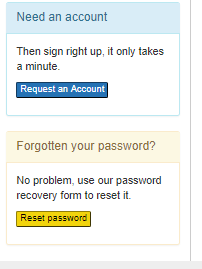 Need an account
Then sign right up, it only takes
a minute.
Request an Account
Forgotten your password?
No problem, use our password
recovery form to reset it.
Reset password